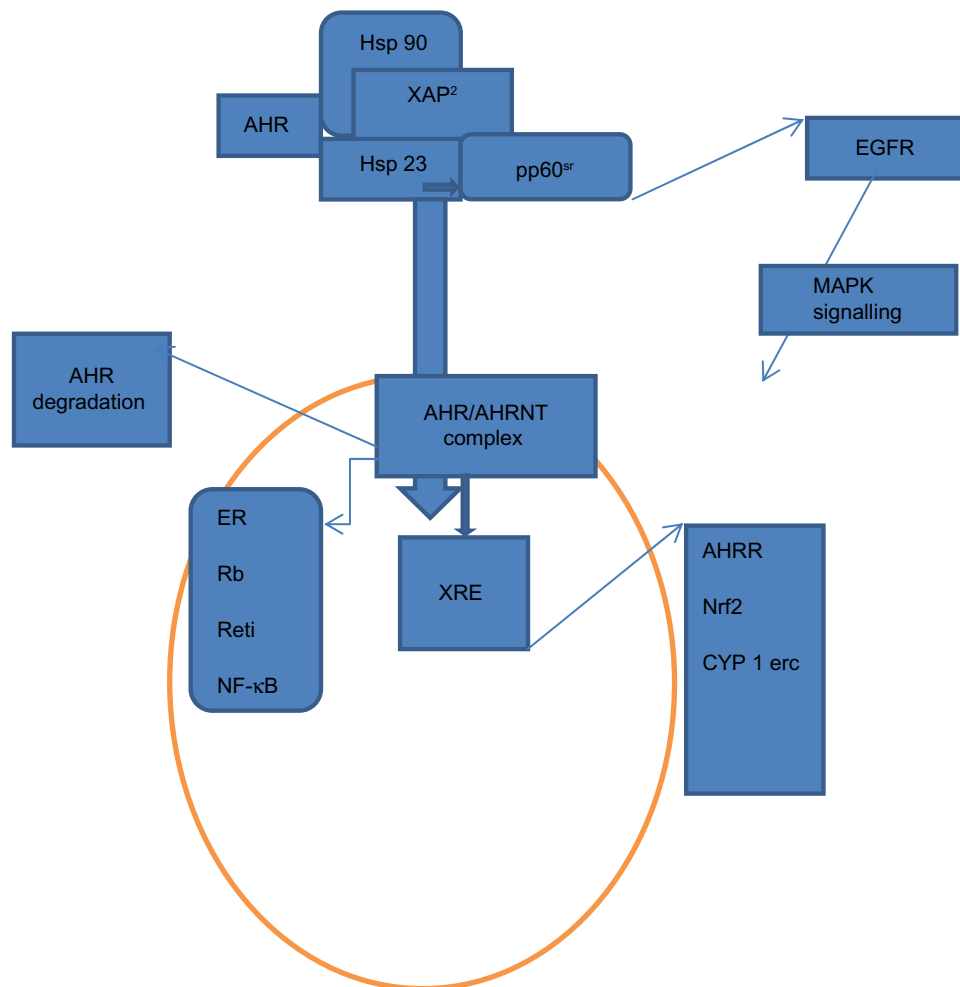 Hsp 90
XAP²
AHR
Hsp 23
pp60ˢʳ
EGFR
MAPK
signalling
AHR
degradation
AHR/AHRNT
complex
ER
Rb
Reti
NF-κB
XRE
AHRR
Nrf2
CYP 1 erc